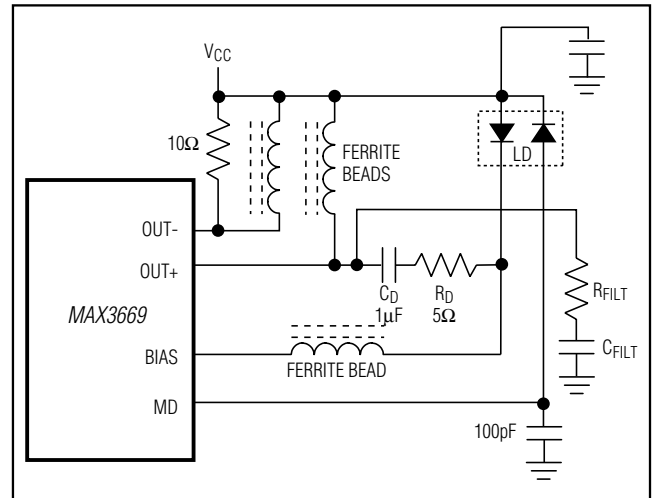 VCC
10Ω
FERRITE
BEADS
LD
OUT-
OUT+
CD
1µF
RD
5Ω
RFILT
CFILT
MAX3669
BIAS
FERRITE BEAD
MD
100pF